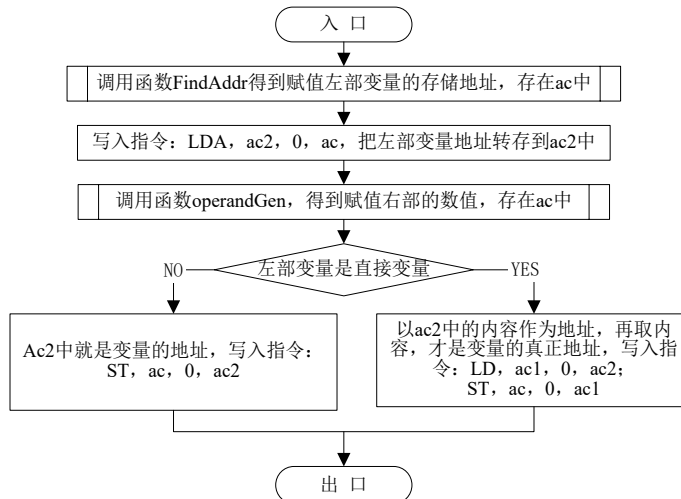 入 口
调用函数FindAddr得到赋值左部变量的存储地址，存在ac中
写入指令：LDA，ac2，0，ac，把左部变量地址转存到ac2中
调用函数operandGen，得到赋值右部的数值，存在ac中
NO
左部变量是直接变量
YES
Ac2中就是变量的地址，写入指令：
ST，ac，0，ac2
以ac2中的内容作为地址，再取内
容，才是变量的真正地址，写入指
令：LD，ac1，0，ac2；
ST，ac，0，ac1
出 口